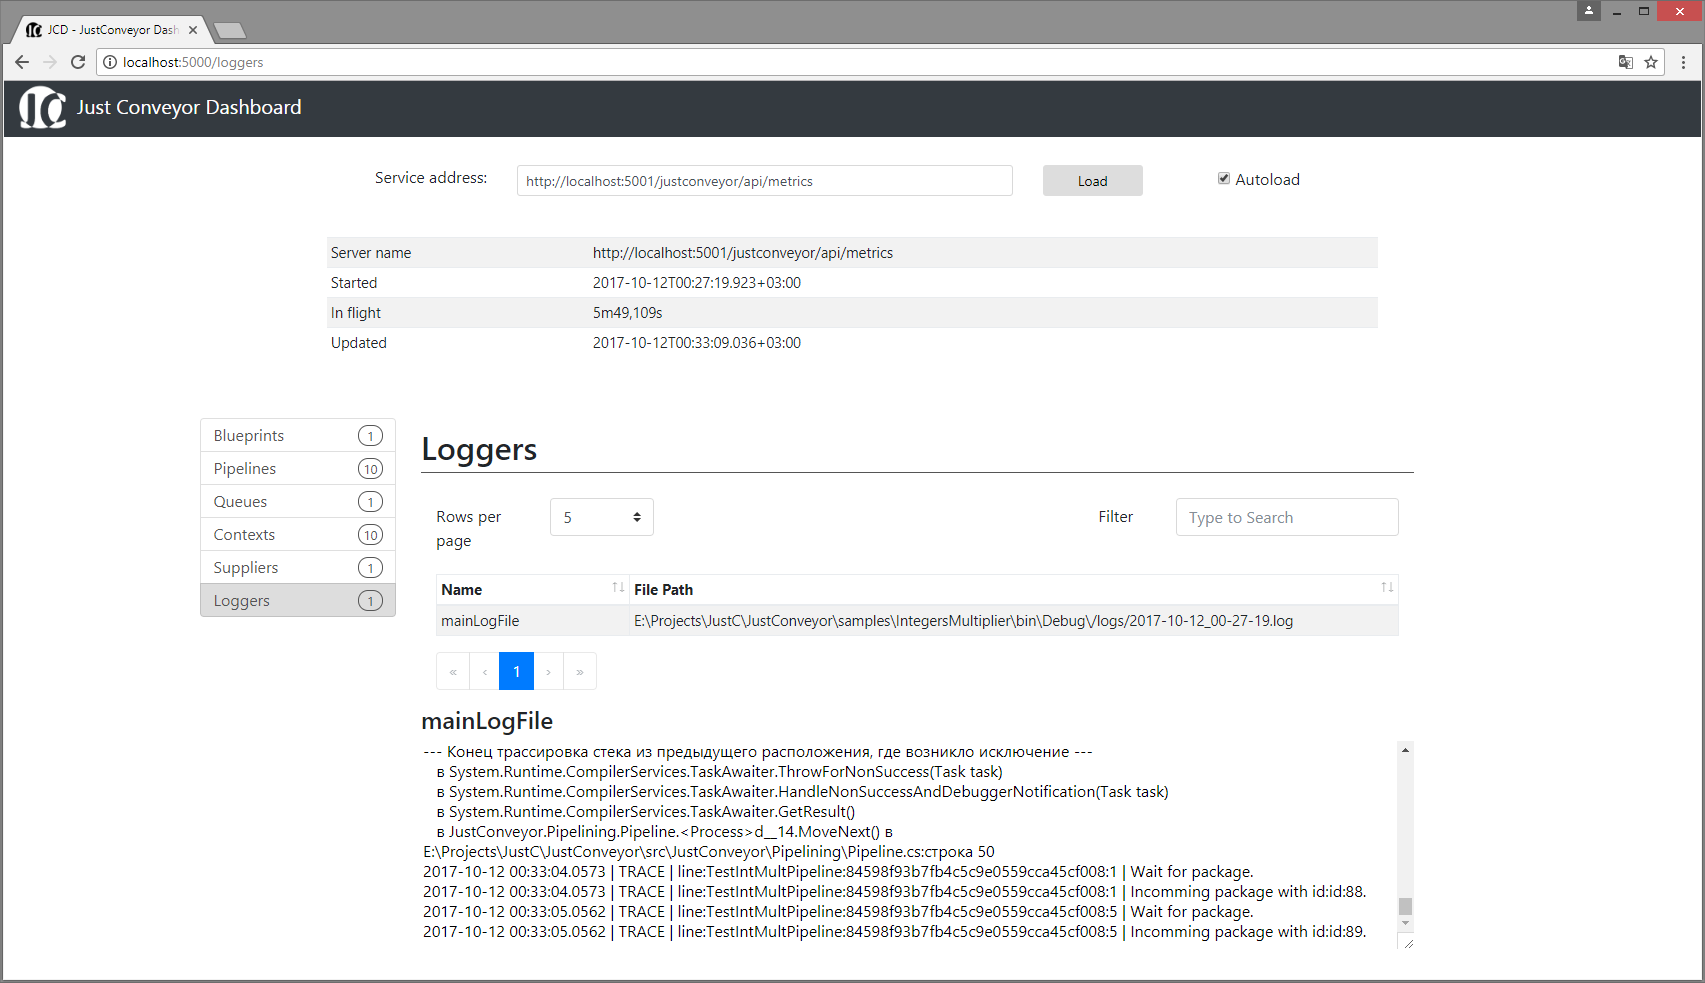 JCD - JustConveyor Dash
localhost:5000/loggers
JC Just Conveyor Dashboard
Service address: http://localhost:5001/justconveyor/api/metrics Load Autoload
Server name http://localhost:5001/justconveyor/api/metrics
Started 2017-10-12T00:27:19.923+03:00
In flight 5m49,109s
Updated 2017-10-12T00:33:09.036+03:00
Blueprints 1
Pipelines 10
Queues 1
Contexts 10
Suppliers 1
Loggers 1
Loggers
Rows per page 5 Filter Type to Search
Name File Path
mainLogFile E:\Projects\JustC\JustConveyor\samples\IntegersMultiplier\bin\Debug\/logs/2017-10-12_00-27-19.log
« ‹ 1 › »
mainLogFile
--- Конец трассировка стека из предыдущего расположения, где возникло исключение ---
в System.Runtime.CompilerServices.TaskAwaiter.ThrowForNonSuccess(Task task)
в System.Runtime.CompilerServices.TaskAwaiter.HandleNonSuccessAndDebuggerNotification(Task task)
в System.Runtime.CompilerServices.TaskAwaiter.GetResult()
в JustConveyor.Pipelining.Pipeline.<Process>d__14.MoveNext() в
E:\Projects\JustC\JustConveyor\src\JustConveyor\Pipelining\Pipeline.cs:строка 50
2017-10-12 00:33:04.0573 | TRACE | line:TestIntMultPipeline:84598f93b7fb4c5c9e0559cca45cf008:1 | Wait for package.
2017-10-12 00:33:04.0573 | TRACE | line:TestIntMultPipeline:84598f93b7fb4c5c9e0559cca45cf008:1 | Incomming package with id:id:88.
2017-10-12 00:33:05.0562 | TRACE | line:TestIntMultPipeline:84598f93b7fb4c5c9e0559cca45cf008:5 | Wait for package.
2017-10-12 00:33:05.0562 | TRACE | line:TestIntMultPipeline:84598f93b7fb4c5c9e0559cca45cf008:5 | Incomming package with id:id:89.